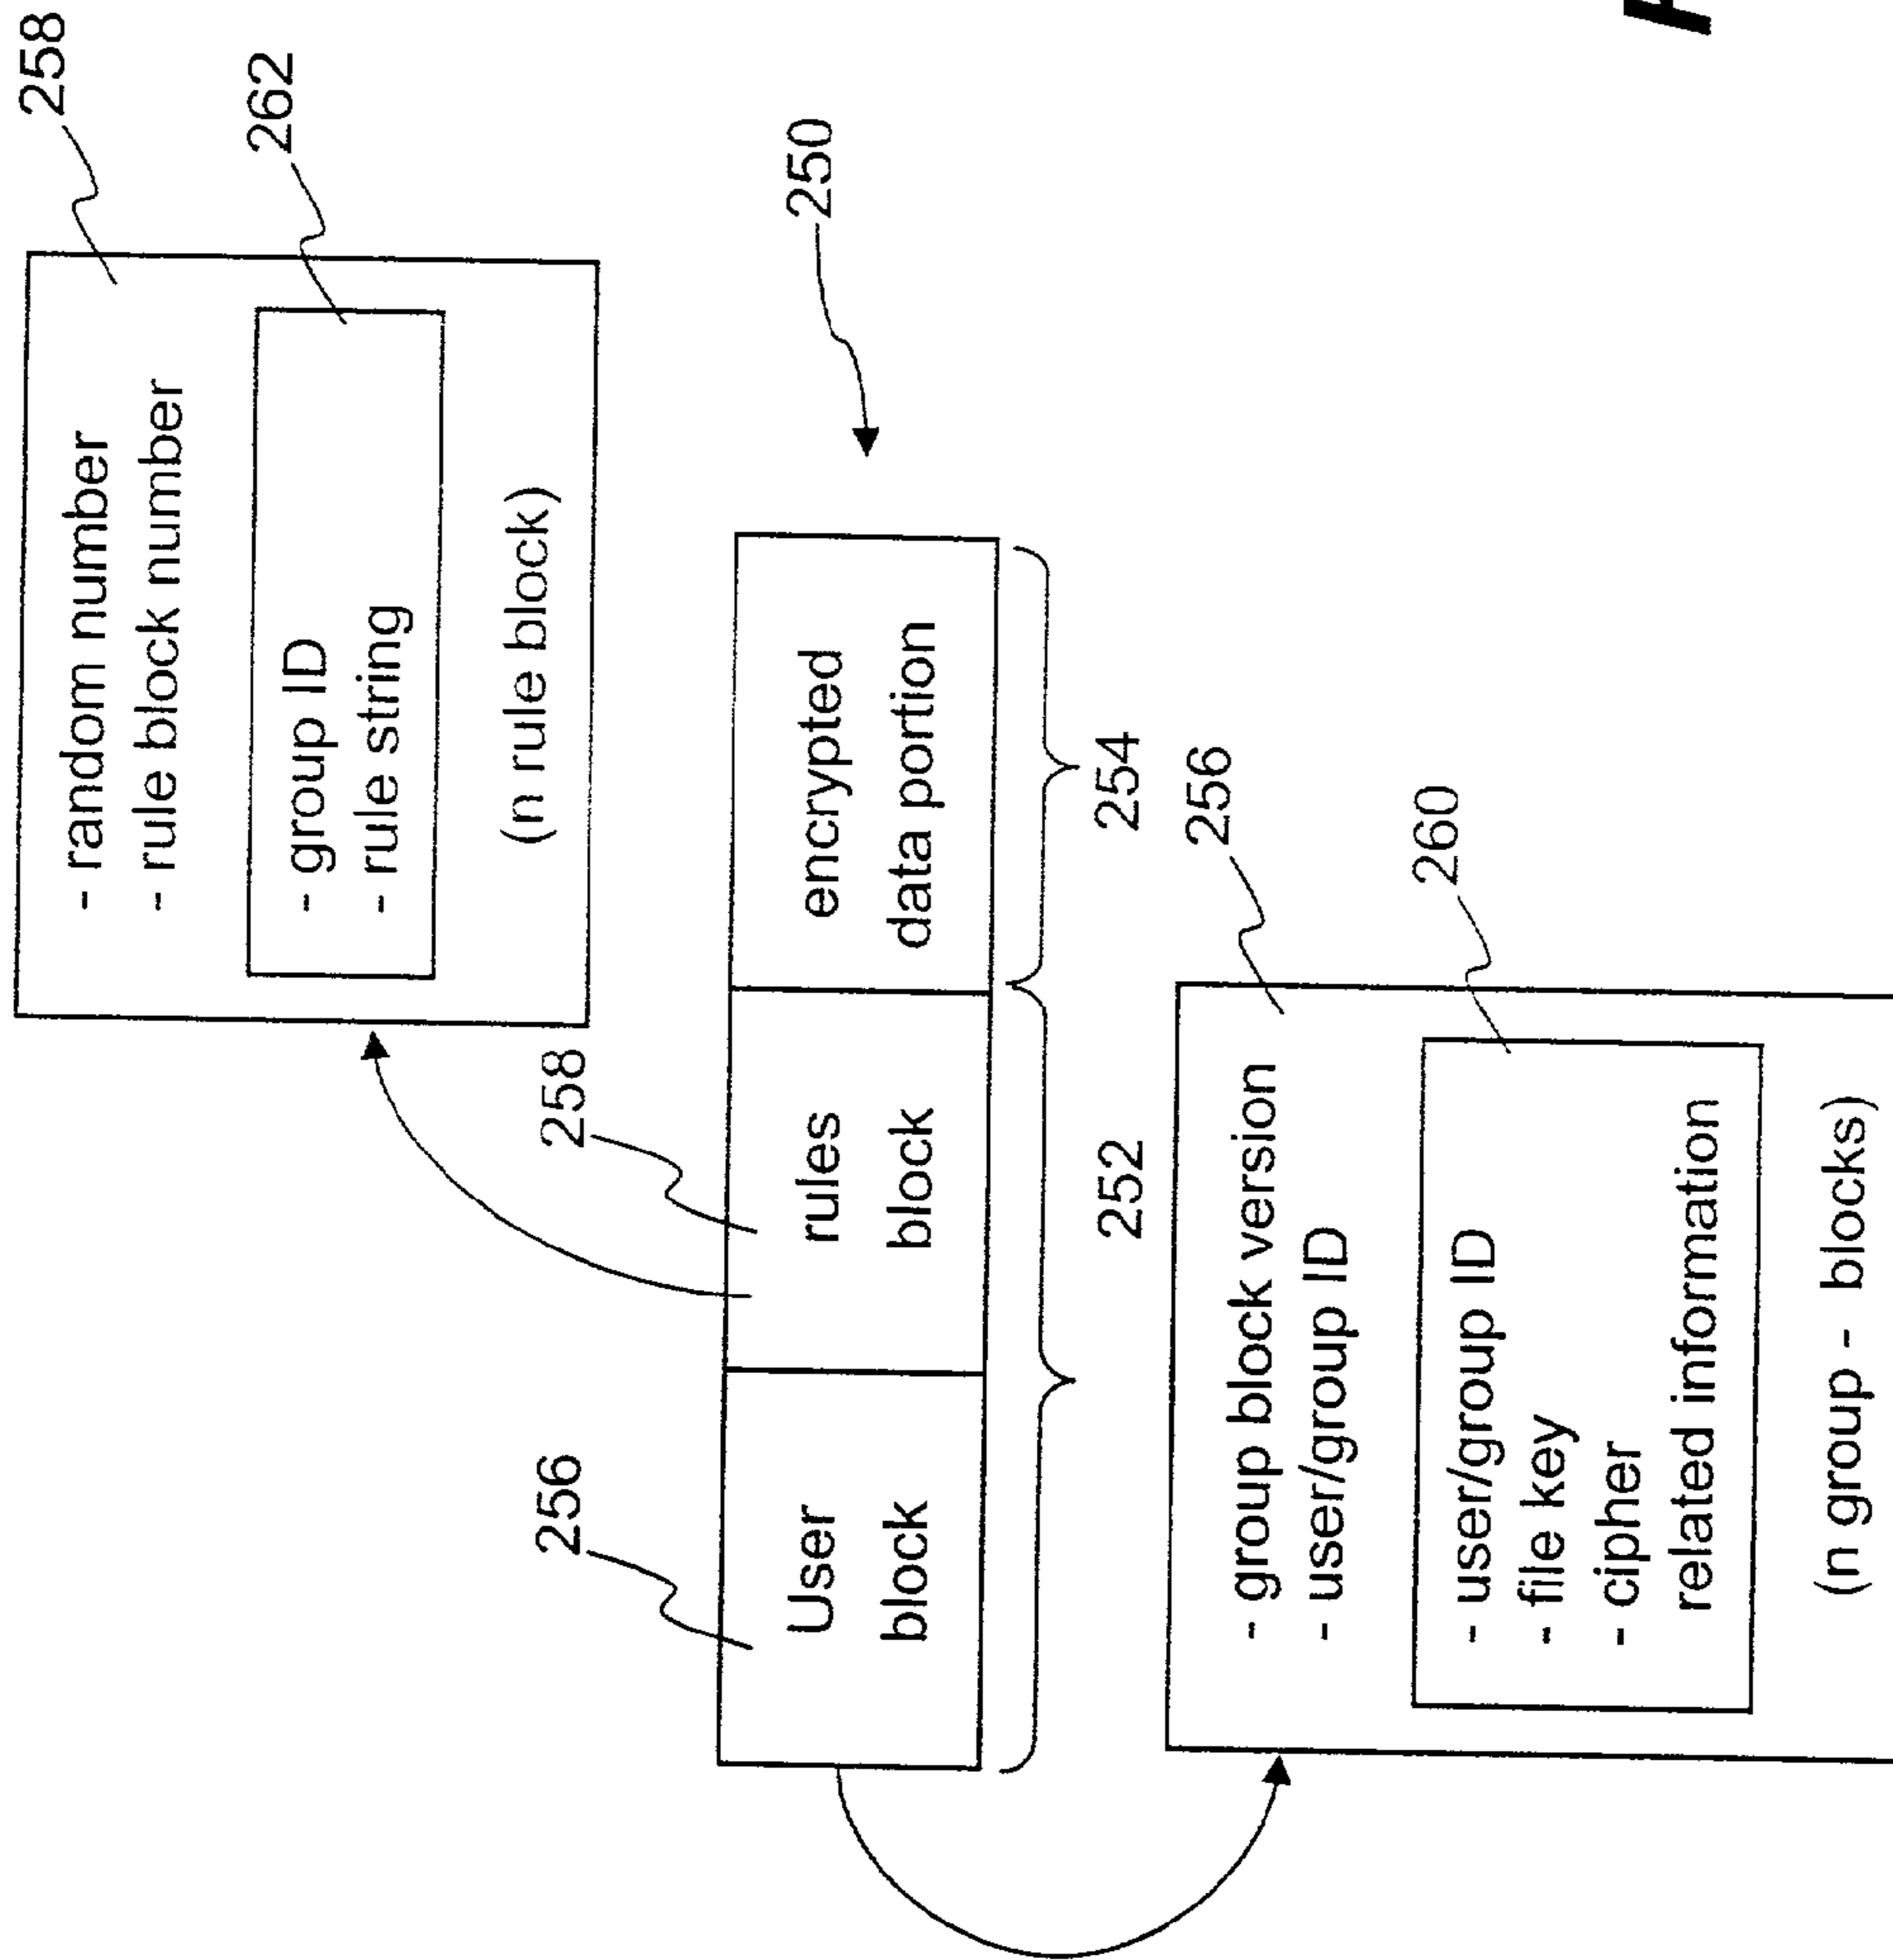 258
- random number
- rule block number
262
- group ID
- rule string
(n rule block)
250
258
256
User
block
rules
block
encrypted
data portion
252
254
256
- group block version
- user/group ID
260
- user/group ID
- file key
- cipher
related information
(n group - blocks)